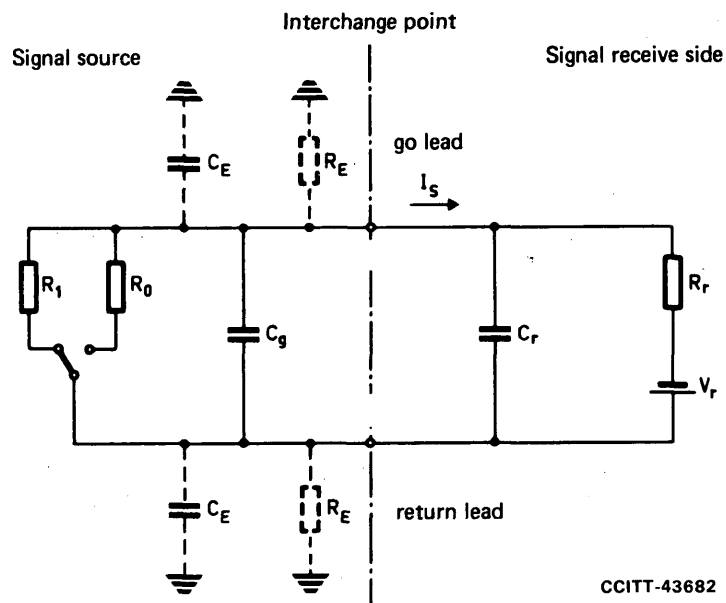 Interchange point
Signal source
Signal receive side
C_E
R_E
go lead
I_S
R_1
R_0
C_g
C_r
R_r
V_r
C_E
R_E
return lead
CCITT-43682